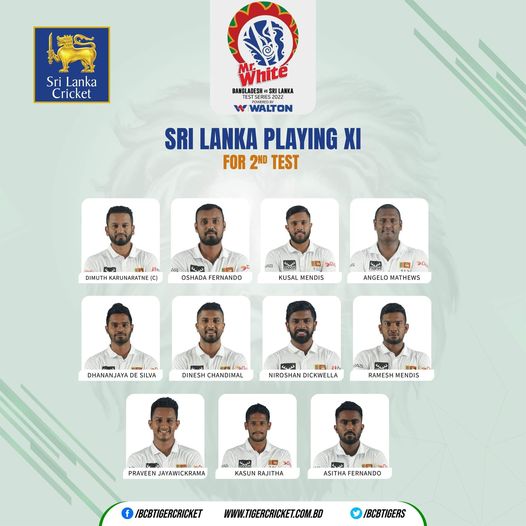 Sri Lanka
Cricket
Mr.
White
BANGLADESH vs SRI LANKA
TEST SERIES 2022
POWERED BY
WALTON
SRI LANKA PLAYING XI
FOR 2ND TEST
DIMUTH KARUNARATNE (C)
OSHADA FERNANDO
KUSAL MENDIS
ANGELO MATHEWS
DHANANJAYA DE SILVA
DINESH CHANDIMAL
NIROSHAN DICKWELLA
RAMESH MENDIS
PRAVEEN JAYAWICKRAMA
KASUN RAJITHA
ASITHA FERNANDO
/BCBTIGERCRICKET
WWW.TIGERCRICKET.COM.BD
/BCBTIGERS